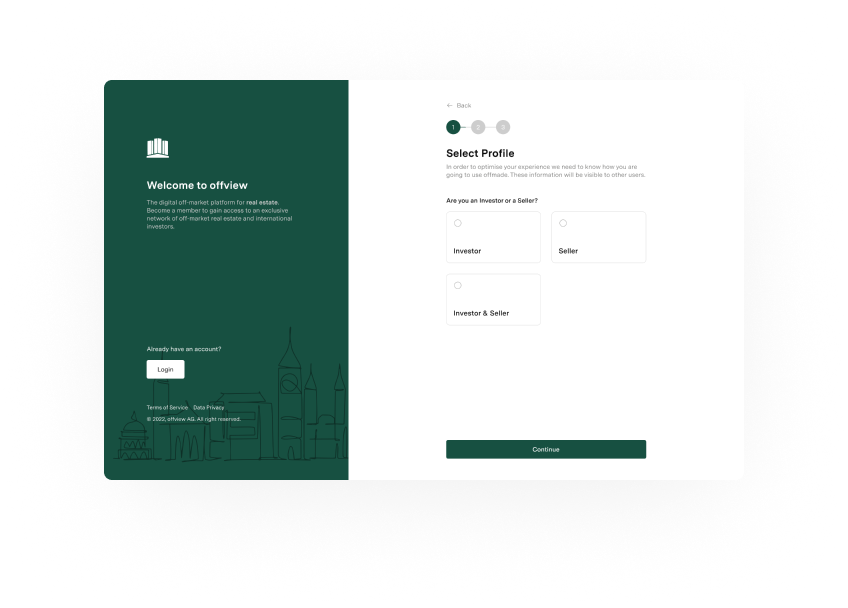 Welcome to offview
The digital off-market platform for real estate.
Become a member to gain access to an exclusive
network of off-market real estate and international
investors.
Already have an account?
Login
Terms of Service
Data Privacy
© 2022, offview AG. All right reserved.
← Back
1 2 3
Select Profile
In order to optimise your experience we need to know how you are
going to use offmade. These information will be visible to other users.
Are you an Investor or a Seller?
Investor
Seller
Investor & Seller
Continue